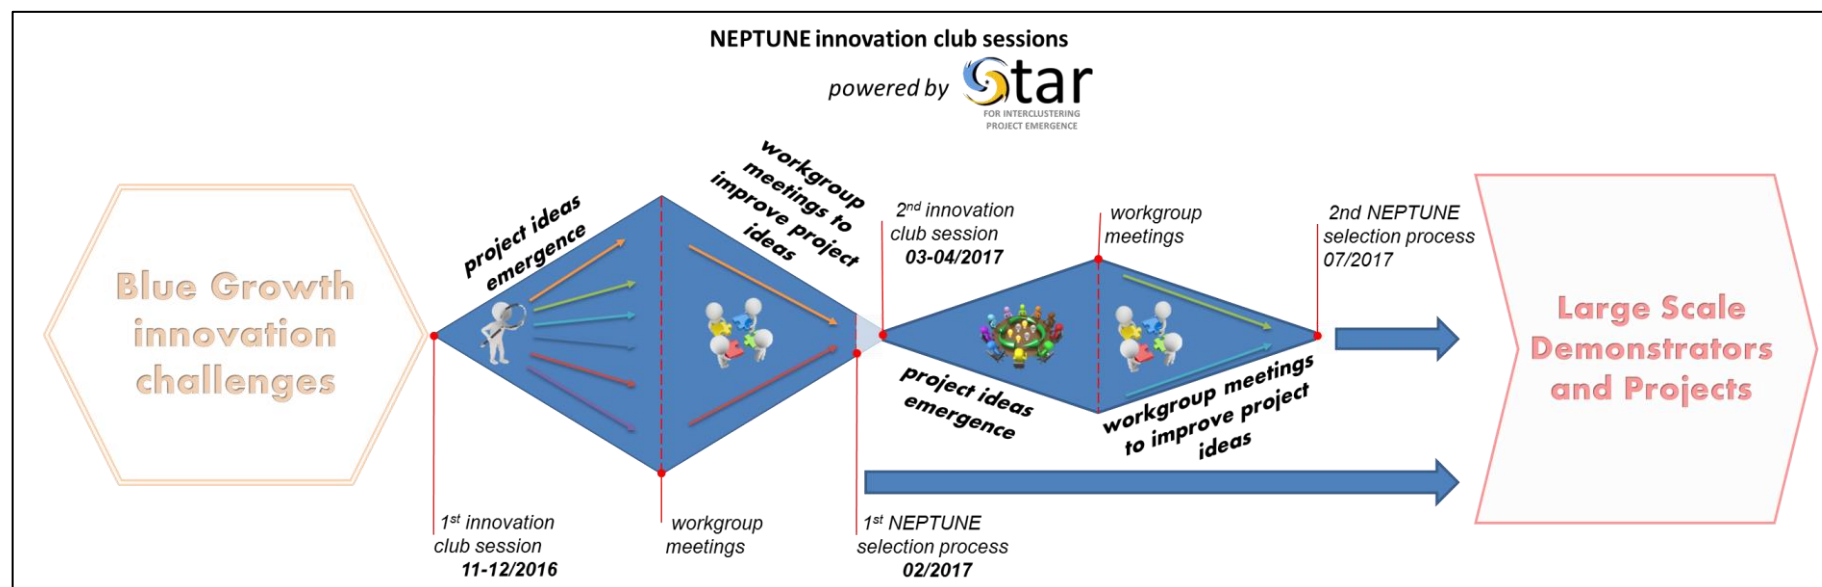 NEPTUNE innovation club sessions
powered by Star
FOR INTERCLUSTERING
PROJECT EMERGENCE
Blue Growth
innovation
challenges
project ideas
emergence
workgroup
meetings to
improve project
ideas
2nd innovation
club session
03-04/2017
workgroup
meetings
2nd NEPTUNE
selection process
07/2017
project ideas
emergence
workgroup meetings
to improve project
ideas
Large Scale
Demonstrators
and Projects
1st innovation
club session
11-12/2016
workgroup
meetings
1st NEPTUNE
selection process
02/2017